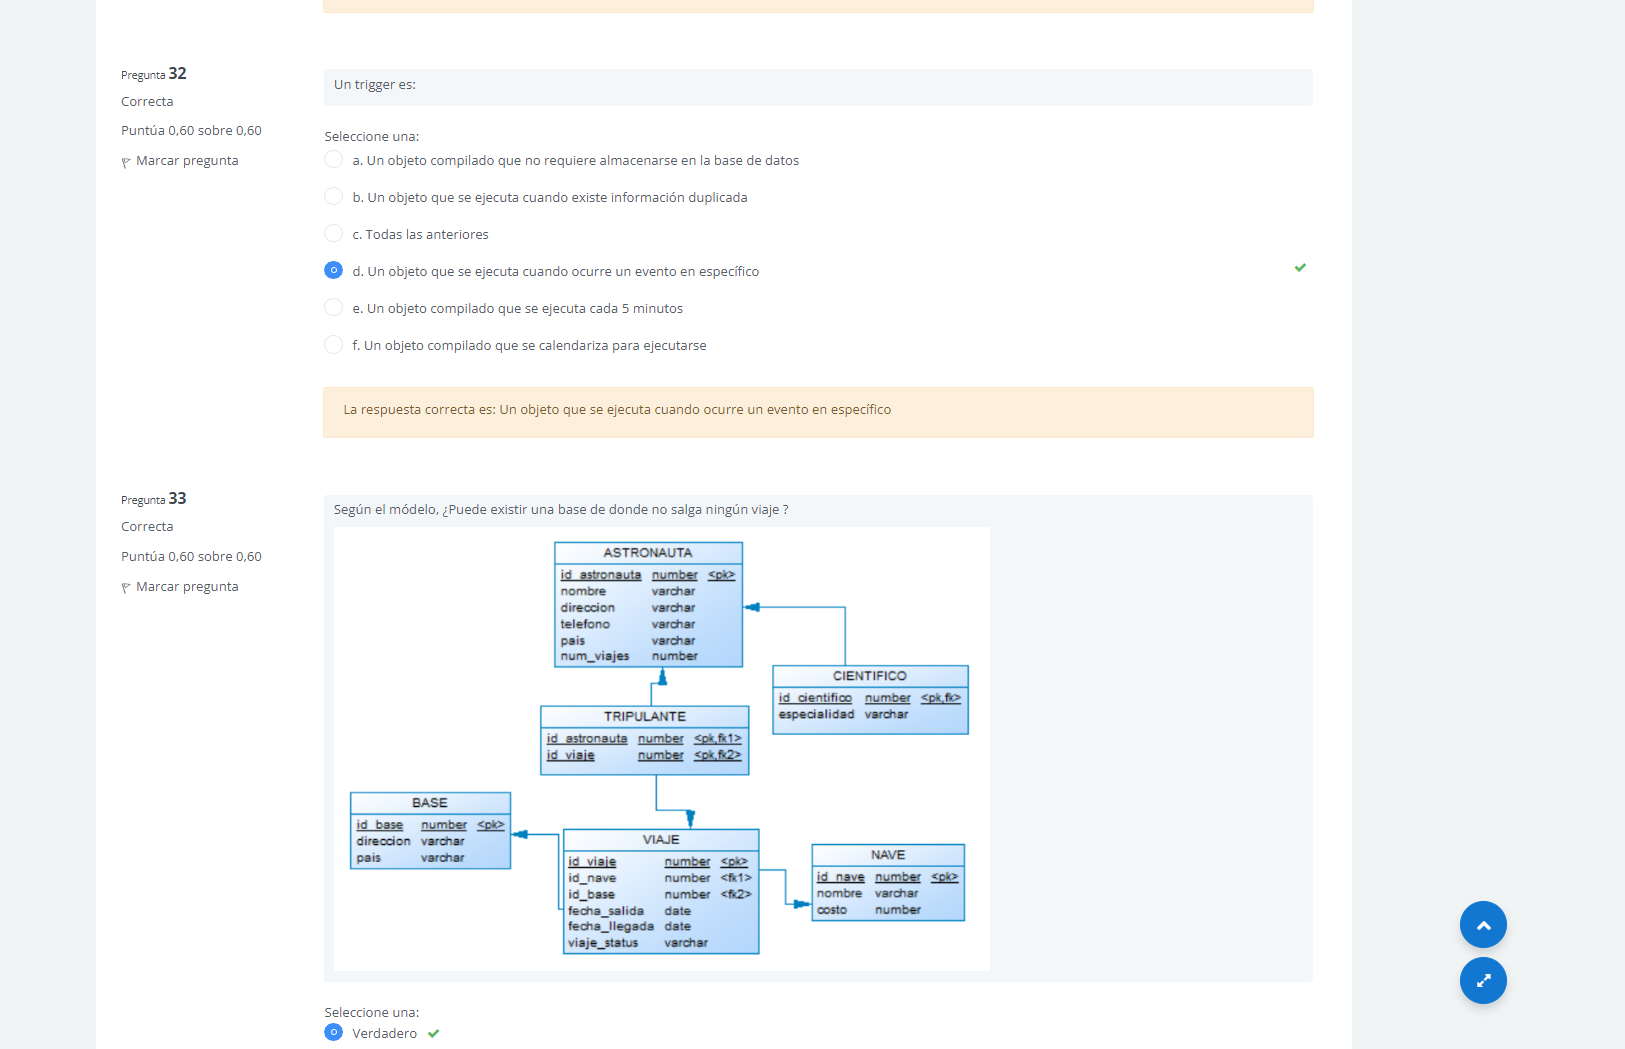 Pregunta 32
Correcta
Puntúa 0,60 sobre 0,60
Marcar pregunta
Un trigger es:
Seleccione una:
a. Un objeto compilado que no requiere almacenarse en la base de datos
b. Un objeto que se ejecuta cuando existe información duplicada
c. Todas las anteriores
d. Un objeto que se ejecuta cuando ocurre un evento en específico
e. Un objeto compilado que se ejecuta cada 5 minutos
f. Un objeto compilado que se calendariza para ejecutarse
La respuesta correcta es: Un objeto que se ejecuta cuando ocurre un evento en específico
Pregunta 33
Correcta
Puntúa 0,60 sobre 0,60
Marcar pregunta
Según el módelo, ¿Puede existir una base de donde no salga ningún viaje ?
ASTRONAUTA
id_astronauta number <pk>
nombre varchar
direccion varchar
telefono varchar
pais varchar
num_viajes number
CIENTIFICO
id_cientifico number <pk,fk>
especialidad varchar
TRIPULANTE
id_astronauta number <pk,fk1>
id_viaje number <pk,fk2>
BASE
id_base number <pk>
direccion varchar
pais varchar
VIAJE
id_viaje number <pk>
id_nave number <fk1>
id_base number <fk2>
fecha_salida date
fecha_llegada date
viaje_status varchar
NAVE
id_nave number <pk>
nombre varchar
costo number
Seleccione una:
Verdadero